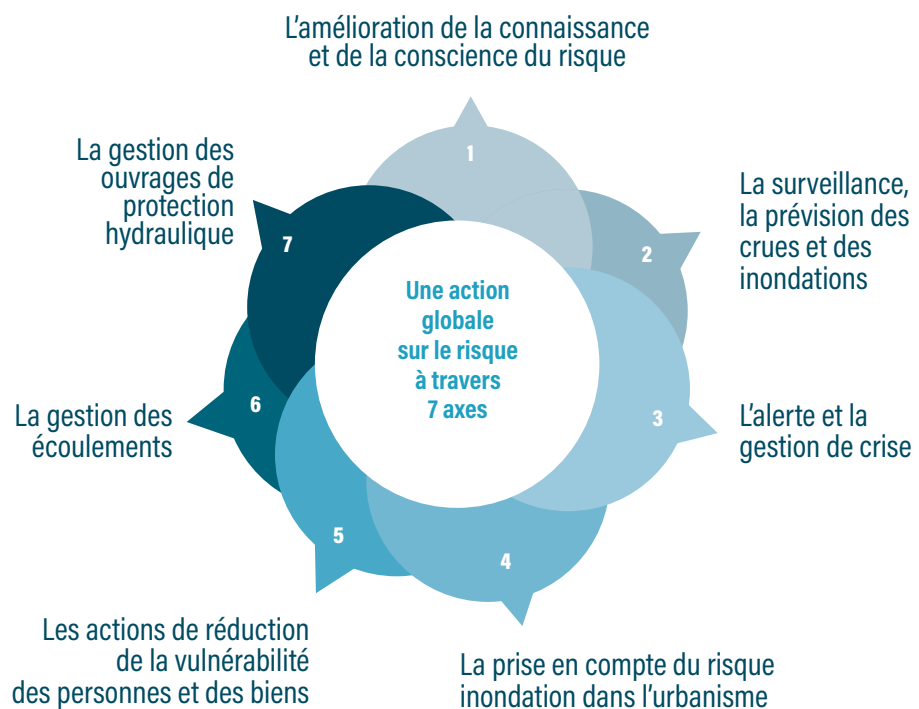 L'amélioration de la connaissance
et de la conscience du risque
1
La surveillance,
la prévision des
crues et des
inondations
2
L'alerte et la
gestion de crise
3
La prise en compte du risque
inondation dans l'urbanisme
4
Les actions de réduction
de la vulnérabilité
des personnes et des biens
5
La gestion des
écoulements
6
La gestion des
ouvrages de
protection
hydraulique
7
Une action
globale
sur le risque
à travers
7 axes